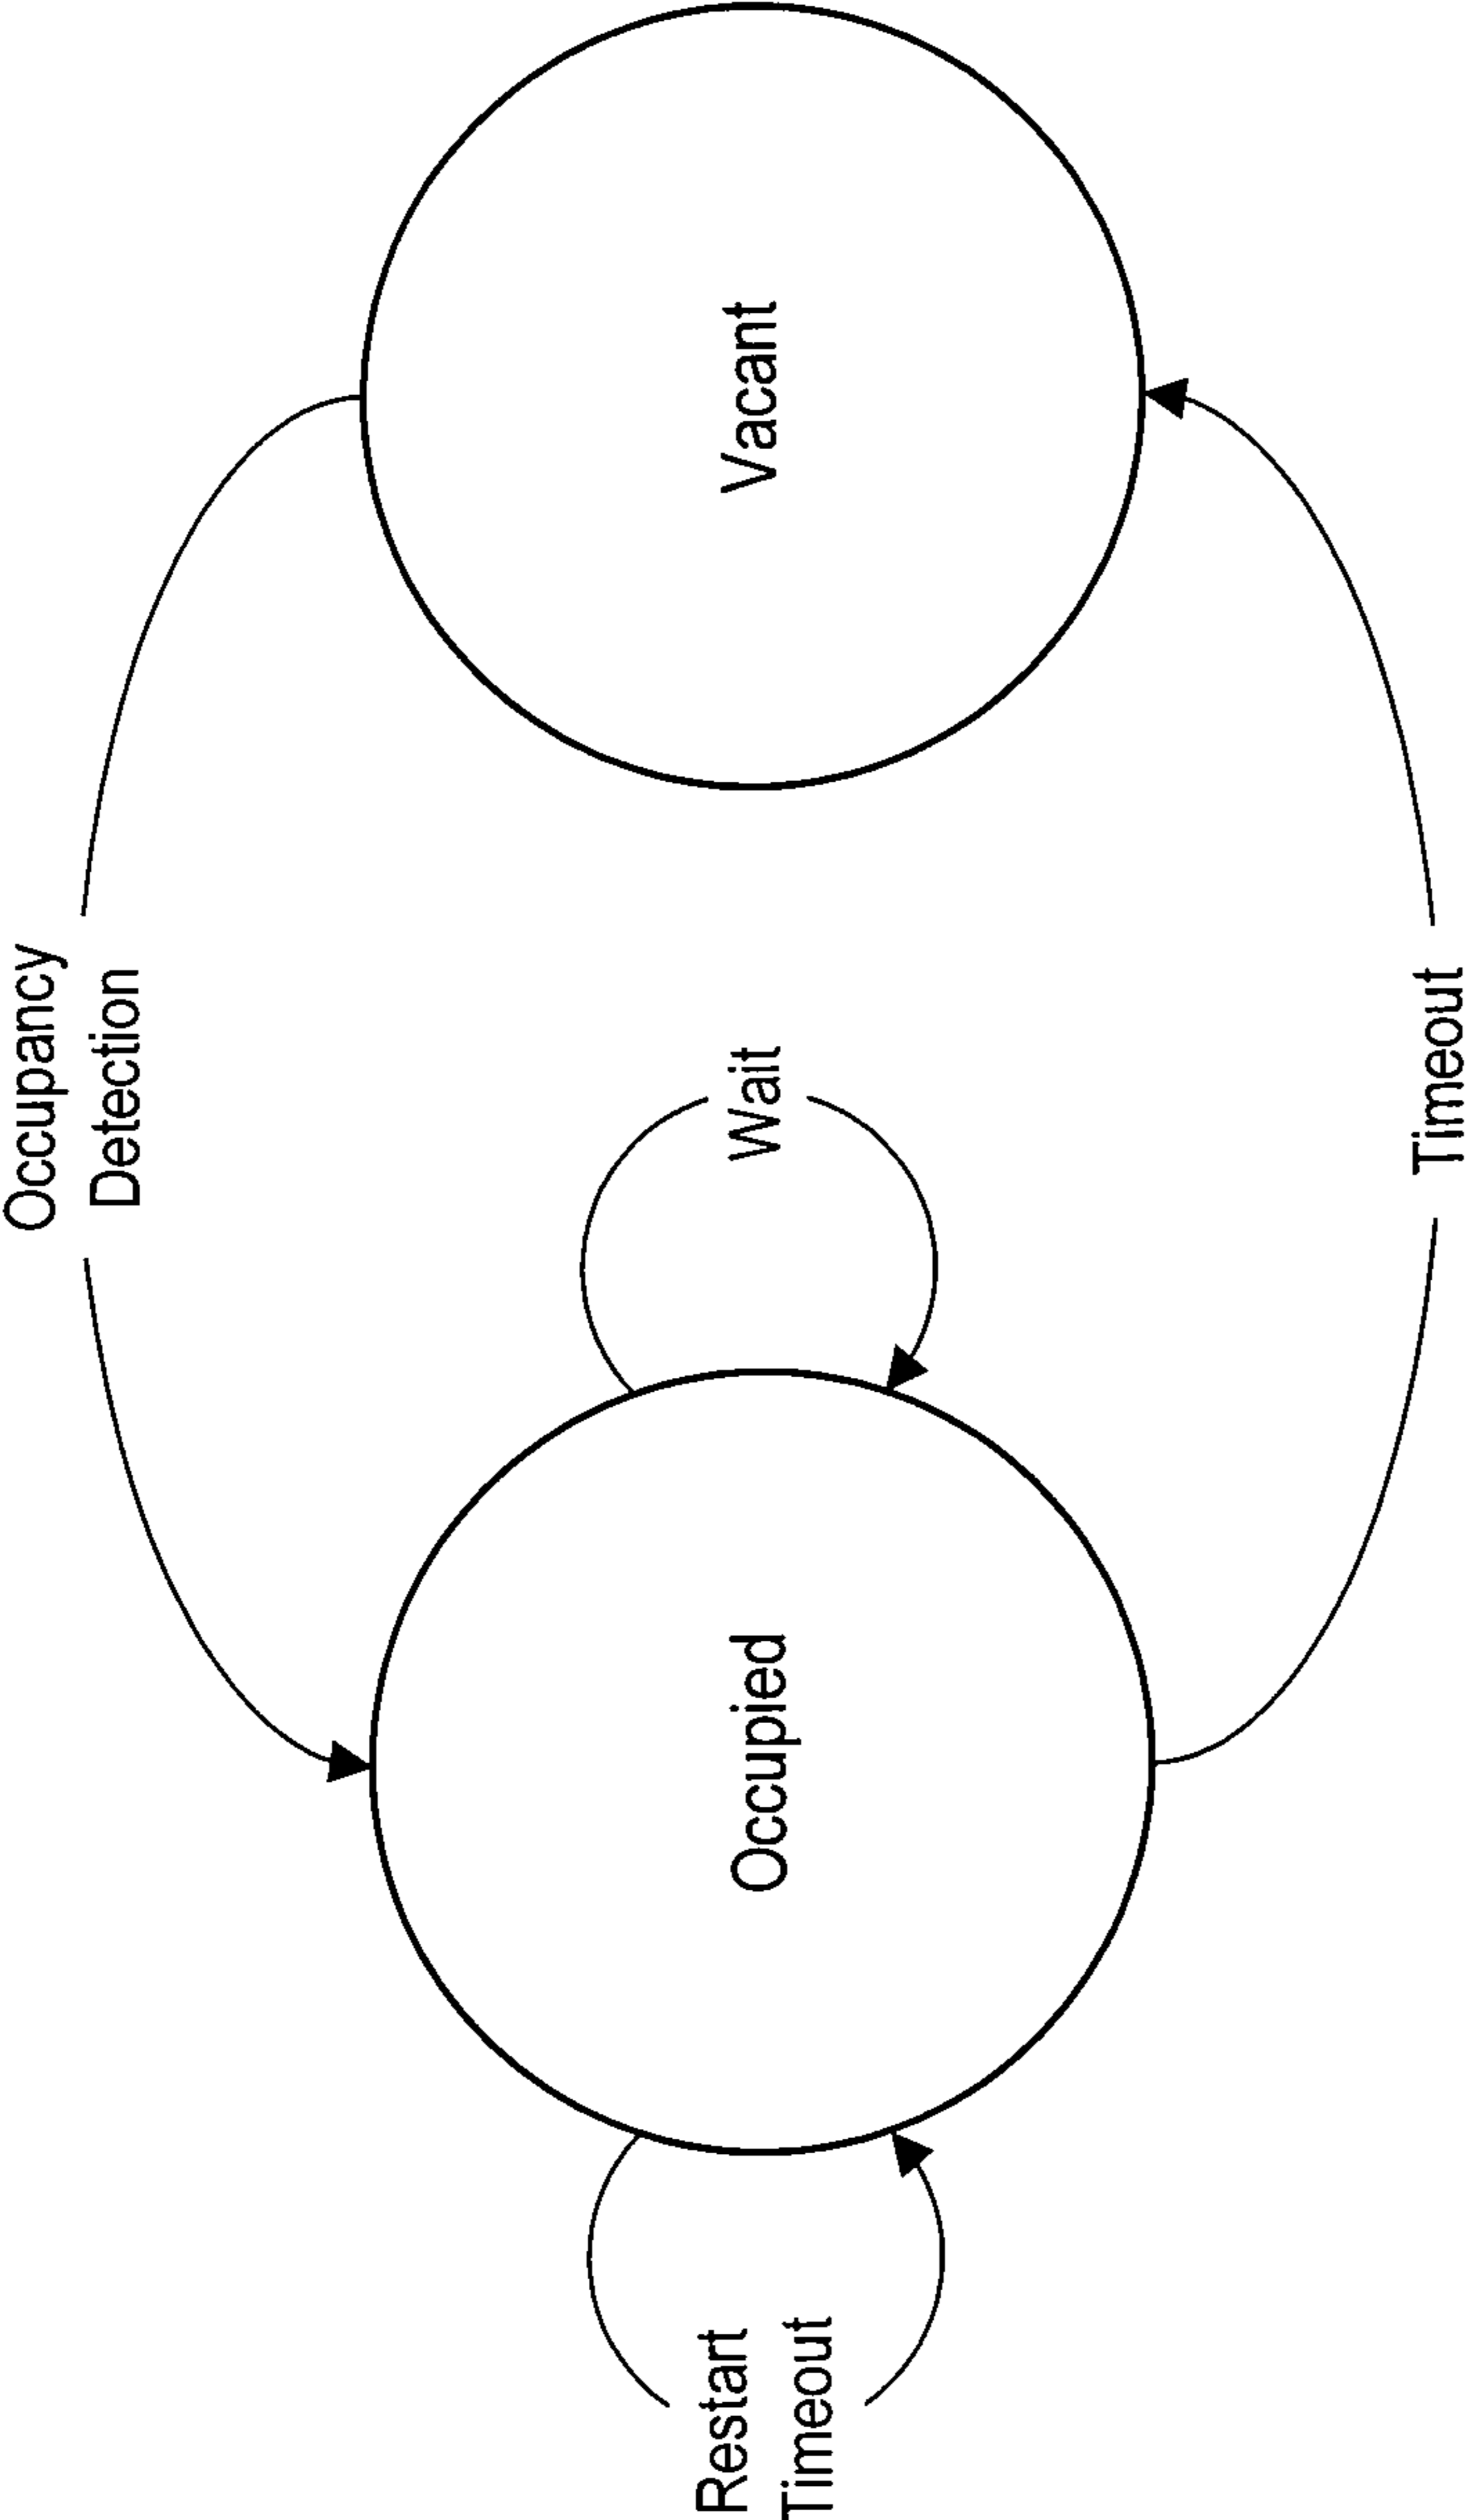 Occupancy
Detection
Restart
Timeout
Occupied
Wait
Vacant
Timeout